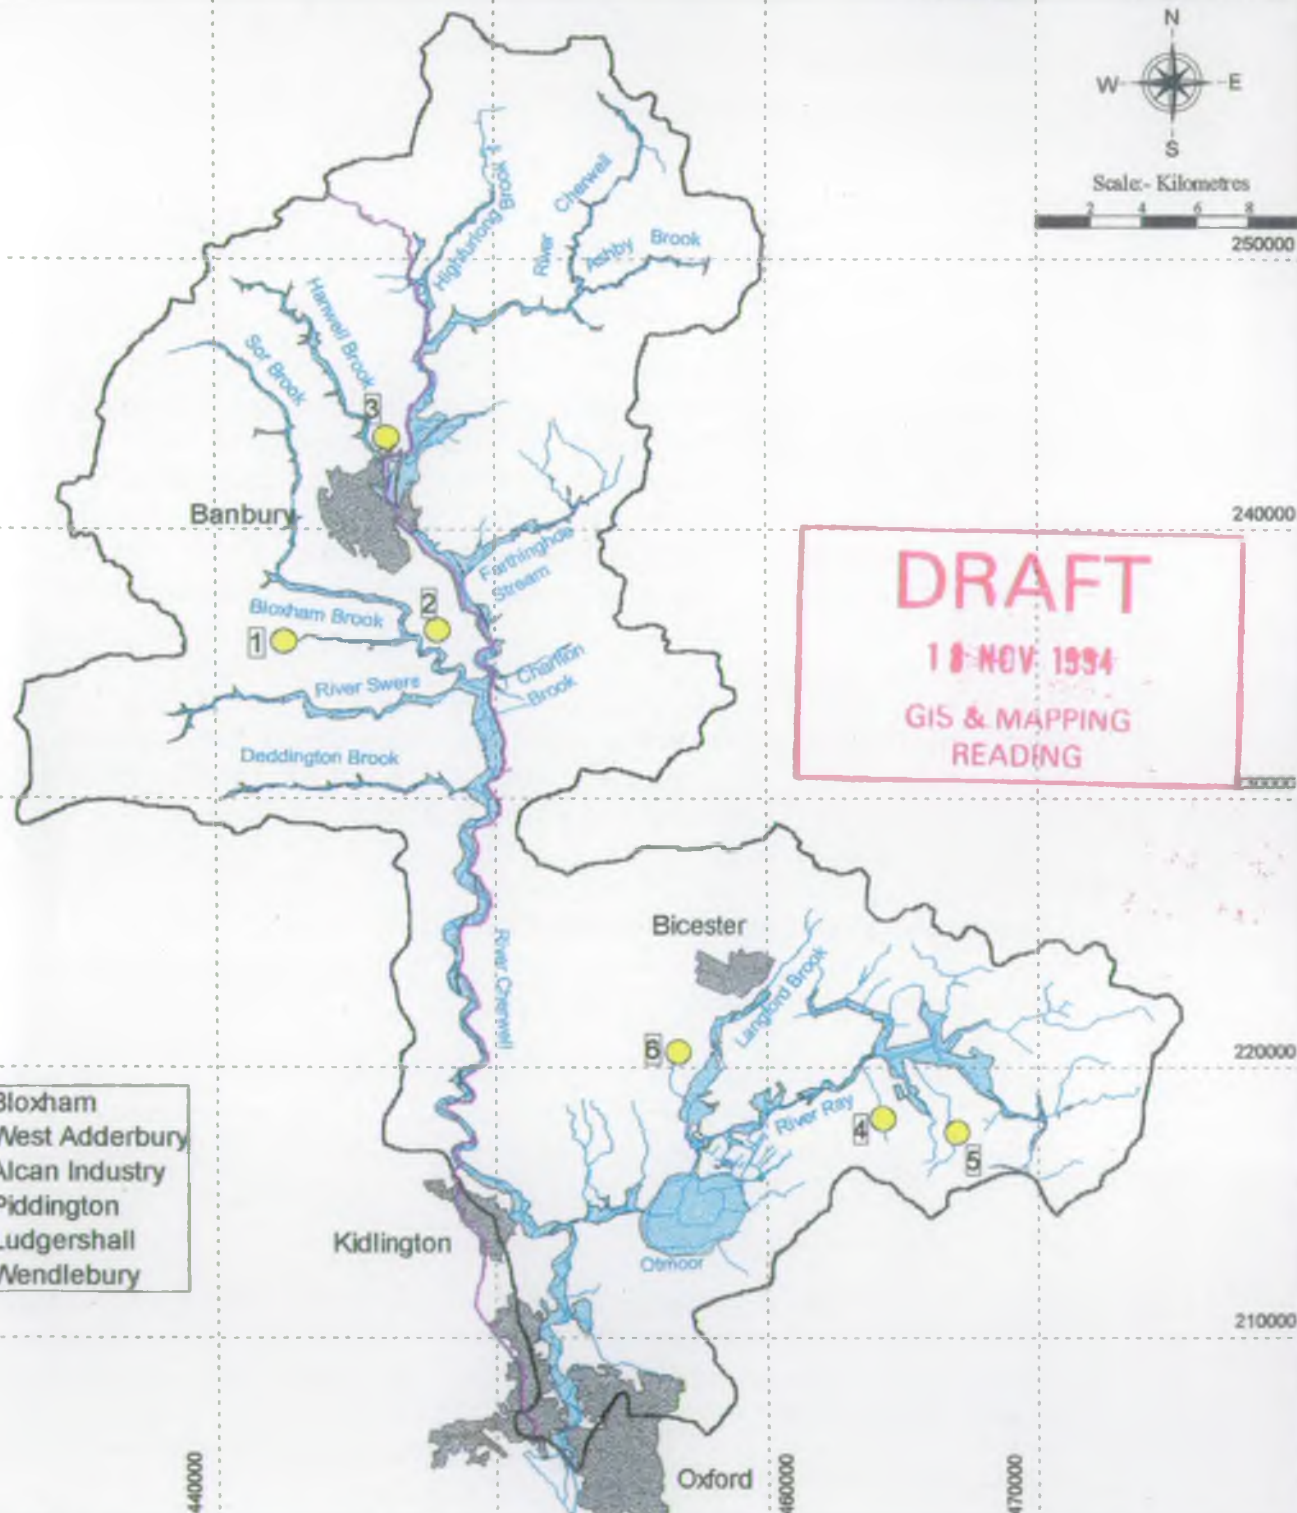 N
W E
S
Scale:- Kilometres
2 4 6 8
250000
Highfurlong Brook
River Cherwell
Ashby Brook
Hanwell Brook
Sor Brook
3
Banbury
240000
Farthinghoe
Stream
DRAFT
18 NOV 1994
GIS & MAPPING
READING
Bloxham Brook
2
1
Charlton
Brook
River Swere
Deddington Brook
230000
Bicester
River Cherwell
Langford Brook
6
220000
River Ray
4
5
Bloxham
West Adderbury
Alcan Industry
Piddington
Ludgershall
Wendlebury
Kidlington
Otmoor
210000
Oxford
440000
460000
470000